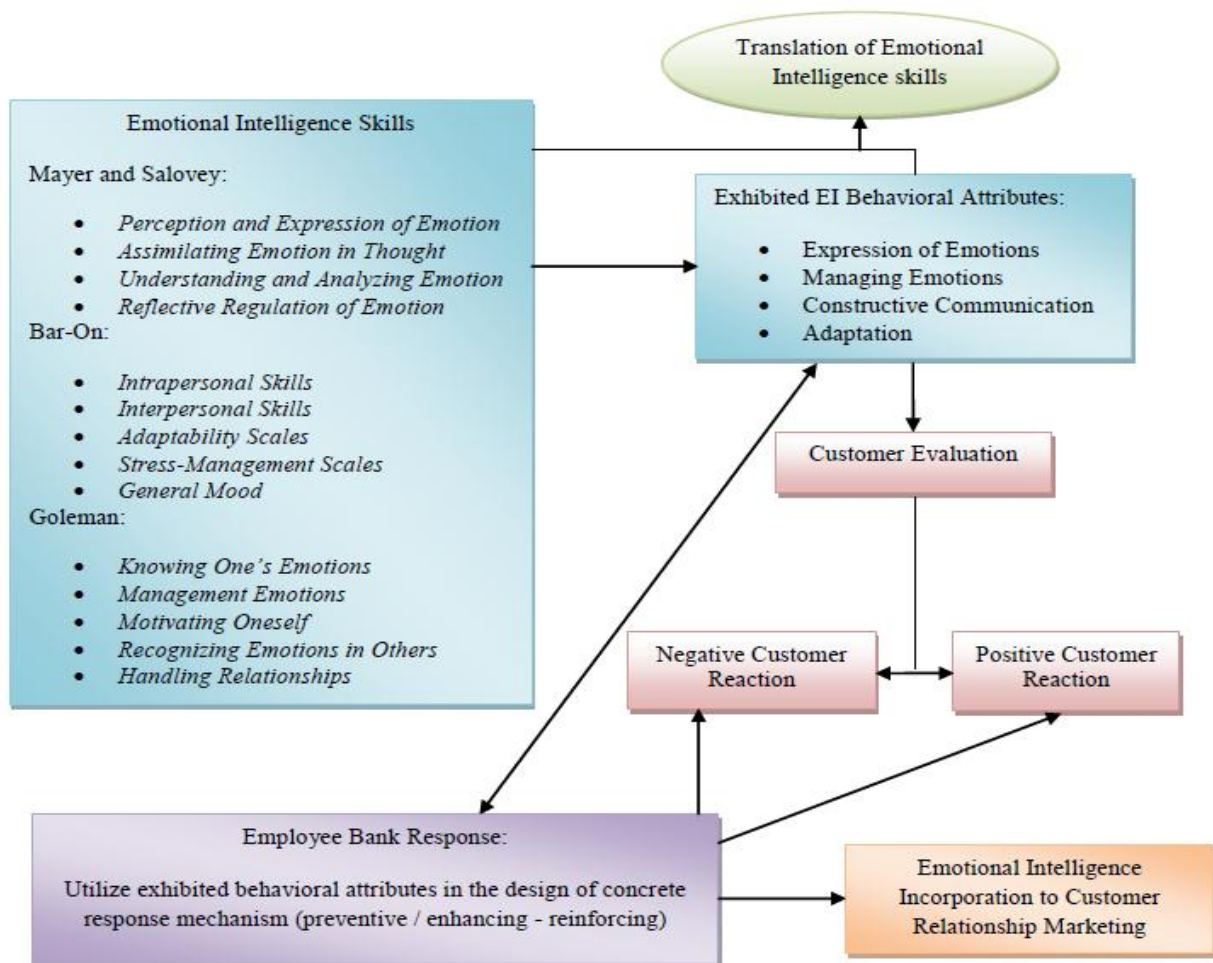 Translation of Emotional
Intelligence skills
Emotional Intelligence Skills
Mayer and Salovey:
• Perception and Expression of Emotion
• Assimilating Emotion in Thought
• Understanding and Analyzing Emotion
• Reflective Regulation of Emotion
Bar-On:
• Intrapersonal Skills
• Interpersonal Skills
• Adaptability Scales
• Stress-Management Scales
• General Mood
Goleman:
• Knowing One’s Emotions
• Management Emotions
• Motivating Oneself
• Recognizing Emotions in Others
• Handling Relationships
Exhibited EI Behavioral Attributes:
• Expression of Emotions
• Managing Emotions
• Constructive Communication
• Adaptation
Customer Evaluation
Negative Customer
Reaction
Positive Customer
Reaction
Employee Bank Response:
Utilize exhibited behavioral attributes in the design of concrete
response mechanism (preventive / enhancing - reinforcing)
Emotional Intelligence
Incorporation to Customer
Relationship Marketing